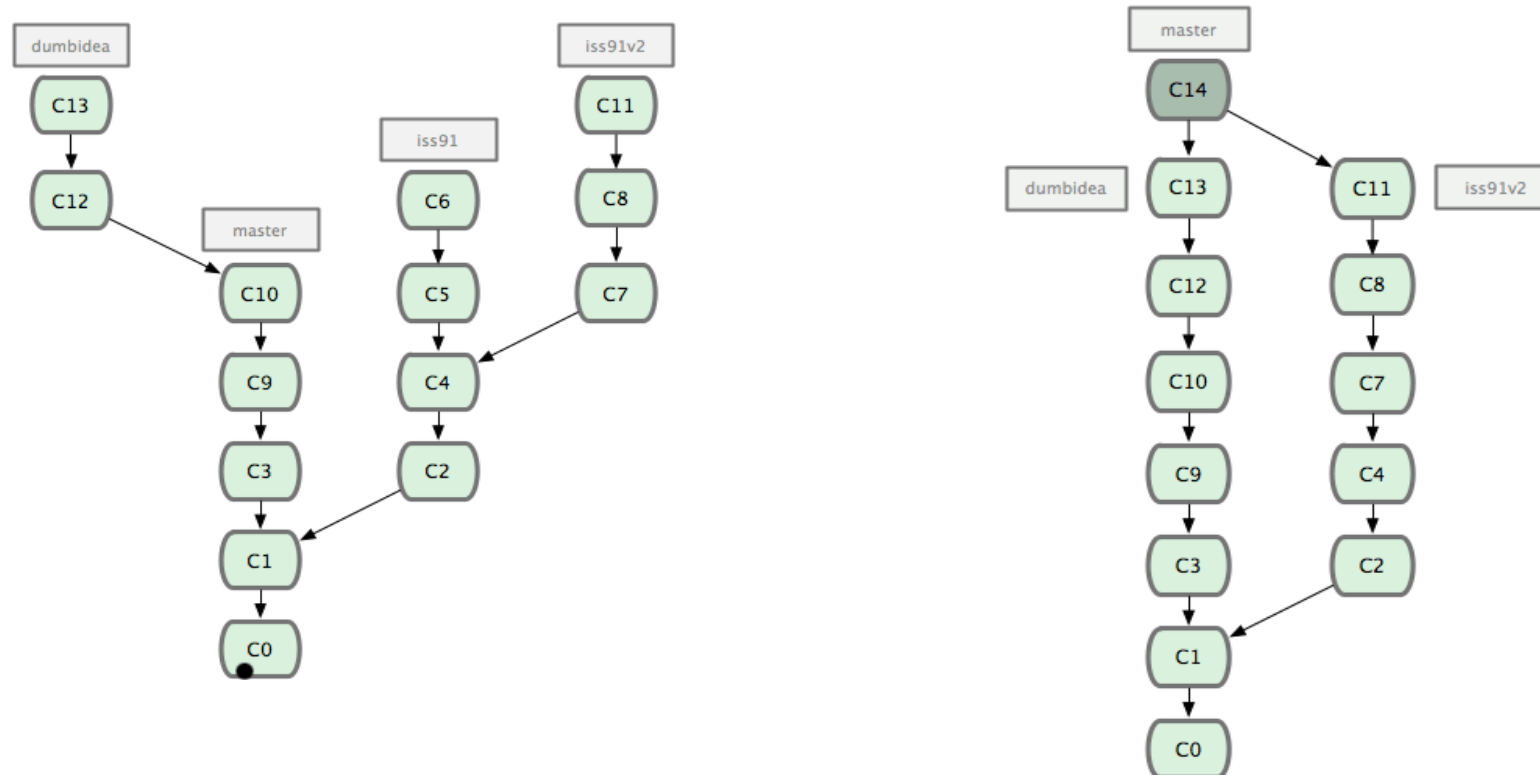 dumbidea
C13
C12
master
C10
C9
C3
C1
C0
iss91
C6
C5
C4
C2
iss91v2
C11
C8
C7
master
C14
dumbidea
C13
C12
C10
C9
C3
C1
C0
C11
iss91v2
C8
C7
C4
C2